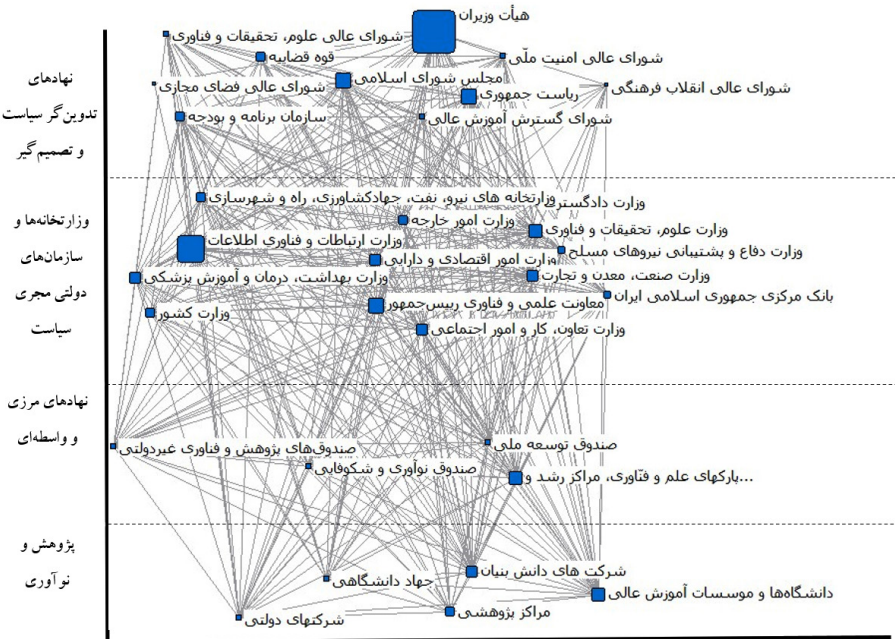 نهادهای
تدوین‌گر سیاست
و تصمیم‌گیر
هیأت وزیران
شورای عالی علوم، تحقیقات و فناوری
قوه قضاییه
شورای عالی امنیت ملّی
مجلس شورای اسلامی
شورای عالی فضای مجازی
ریاست جمهوری
شورای عالی انقلاب فرهنگی
سازمان برنامه و بودجه
شورای گسترش آموزش عالی
وزارتخانه‌ها و
سازمان‌های
دولتی مجری
سیاست
وزارتخانه های نیرو، نفت، جهادکشاورزی، راه و شهرسازی
وزارت دادگستری
وزارت امور خارجه
وزارت علوم، تحقیقات و فناوری
وزارت ارتباطات و فناوری اطلاعات
وزارت دفاع و پشتیبانی نیروهای مسلح
وزارت امور اقتصادی و دارایی
وزارت بهداشت، درمان و آموزش پزشکی
وزارت صنعت، معدن و تجارت
معاونت علمی و فناوری رییس‌جمهور
بانک مرکزی جمهوری اسلامی ایران
وزارت کشور
وزارت تعاون، کار و امور اجتماعی
نهادهای مرزی
و واسطه‌ای
صندوق‌های پژوهش و فناوری غیردولتی
صندوق توسعه ملی
صندوق نوآوری و شکوفایی
پارکهای علم و فنّاوری، مراکز رشد و...
پژوهش و
نوآوری
شرکت های دانش بنیان
جهاد دانشگاهی
دانشگاه‌ها و موسسات آموزش عالی
مراکز پژوهشی
شرکتهای دولتی